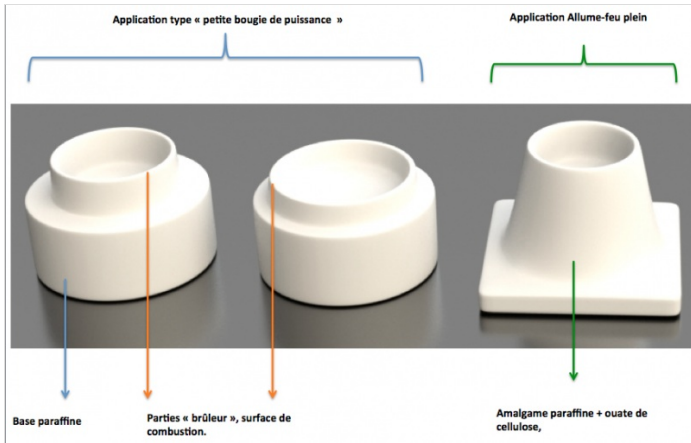 Application type « petite bougie de puissance »
Application Allume-feu plein
Base paraffine
Parties « brûleur », surface de
combustion.
Amalgame paraffine + ouate de
cellulose,